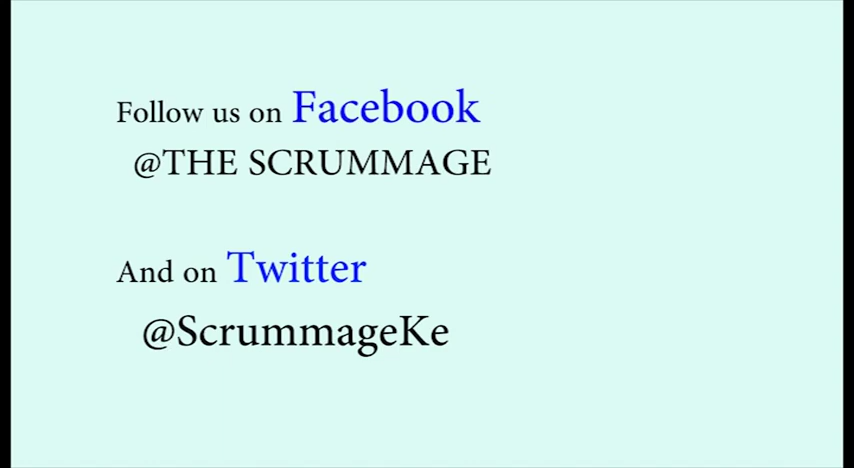 Follow us on Facebook
@THE SCRUMMAGE
And on Twitter
@ScrummageKe